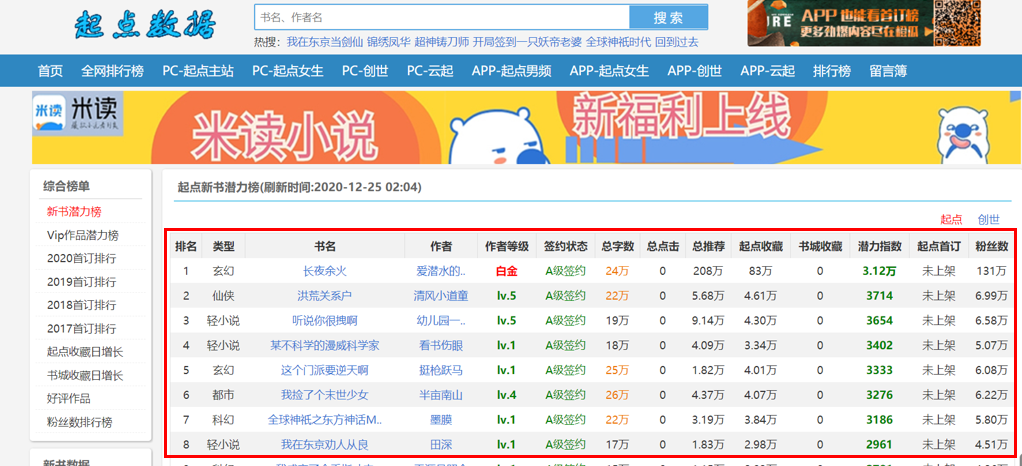 起点数据
书名、作者名
搜 索
热搜: 我在东京当剑仙 锦绣凤华 超神铸刀师 开局签到一只妖帝老婆 全球神祇时代 回到过去
IRE APP 也能看首订榜
更多劲爆内容尽在橙瓜
首页 全网排行榜 PC-起点主站 PC-起点女生 PC-创世 PC-云起 APP-起点男频 APP-起点女生 APP-创世 APP-云起 排行榜 留言簿
米读 米读
米读小说
新福利上线
综合榜单
新书潜力榜
Vip作品潜力榜
2020首订排行
2019首订排行
2018首订排行
2017首订排行
起点收藏日增长
书城收藏日增长
好评作品
粉丝数排行榜
新书数据
起点新书潜力榜(刷新时间:2020-12-25 02:04)
起点 创世
排名 类型 书名 作者 作者等级 签约状态 总字数 总点击 总推荐 起点收藏 书城收藏 潜力指数 起点首订 粉丝数
1 玄幻 长夜余火 爱潜水的.. 白金 A级签约 24万 0 208万 83万 0 3.12万 未上架 131万
2 仙侠 洪荒关系户 清风小道童 lv.5 A级签约 22万 0 5.68万 4.61万 0 3714 未上架 6.99万
3 轻小说 听说你很拽啊 幼儿园一.. lv.5 A级签约 19万 0 9.14万 4.30万 0 3654 未上架 6.58万
4 轻小说 某不科学的漫威科学家 看书伤眼 lv.1 A级签约 18万 0 4.09万 3.34万 0 3402 未上架 5.07万
5 玄幻 这个门派要逆天啊 挺枪跃马 lv.1 A级签约 25万 0 1.82万 4.01万 0 3333 未上架 6.08万
6 都市 我捡了个末世少女 半亩南山 lv.4 A级签约 26万 0 4.37万 4.07万 0 3276 未上架 6.22万
7 科幻 全球神祇之东方神话M.. 墨膜 lv.1 A级签约 22万 0 3.19万 3.84万 0 3186 未上架 5.80万
8 轻小说 我在东京劝人从良 田深 lv.1 A级签约 17万 0 1.83万 2.98万 0 2961 未上架 4.51万